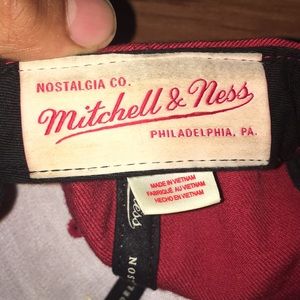 NOSTALGIA CO.
Mitchell & Ness
PHILADELPHIA, PA.
MADE IN VIETNAM
FABRIQUÉ AU VIETNAM
HECHO EN VIETNAM